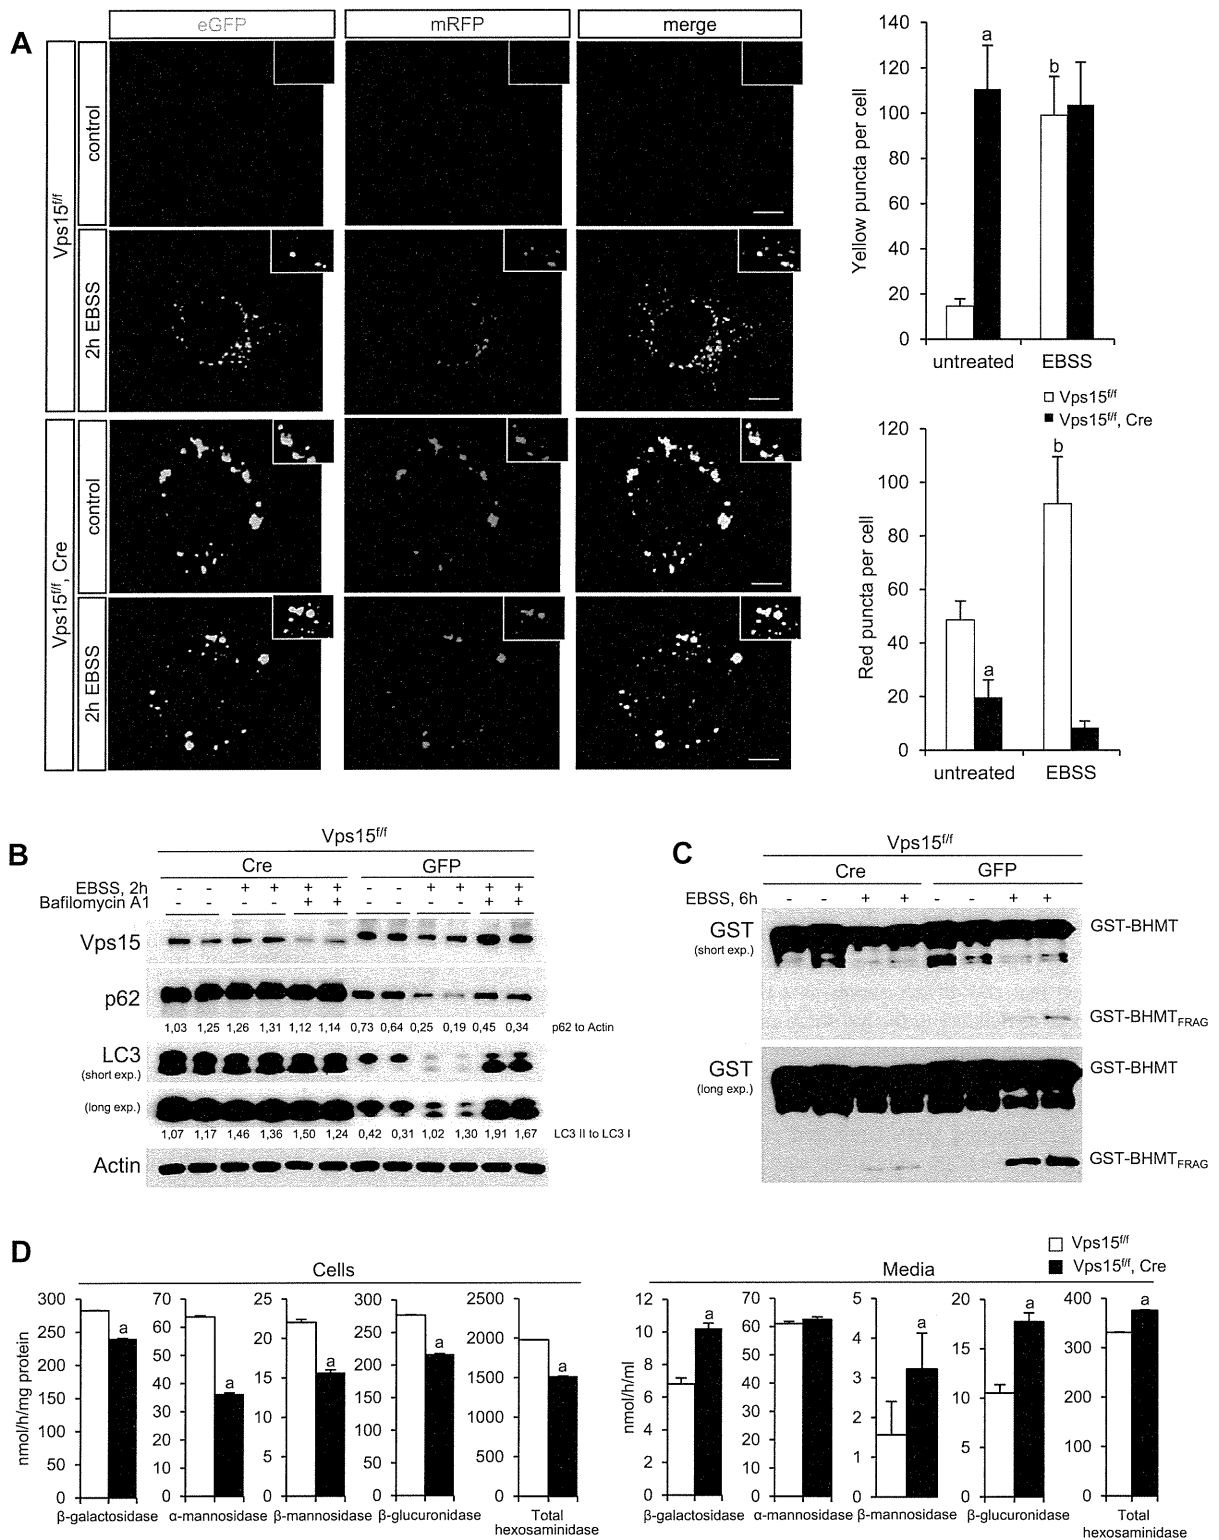 A
eGFP mRFP merge
Vps15f/f
control
2h EBSS
Vps15f/f, Cre
control
2h EBSS
Yellow puncta per cell
140
120
100
80
60
40
20
0
a
b
untreated EBSS
Vps15f/f
Vps15f/f, Cre
Red puncta per cell
120
100
80
60
40
20
0
a
b
untreated EBSS
B
Vps15f/f
Cre GFP
EBSS, 2h - - + + + + - - + + + +
Bafilomycin A1 + + + +
Vps15
p62
1,03 1,25 1,26 1,31 1,12 1,14 0,73 0,64 0,25 0,19 0,45 0,34 p62 to Actin
LC3
(short exp.)
(long exp.)
1,07 1,17 1,46 1,36 1,50 1,24 0,42 0,31 1,02 1,30 1,91 1,67 LC3 II to LC3 I
Actin
C
Vps15f/f
Cre GFP
EBSS, 6h - - + + - - + +
GST
(short exp.)
GST-BHMT
GST-BHMTFRAG
GST
(long exp.)
GST-BHMT
GST-BHMTFRAG
D
Vps15f/f
Vps15f/f, Cre
Cells
nmol/h/mg protein
300
250
200
150
100
50
0
a
β-galactosidase
70
60
50
40
30
20
10
0
a
α-mannosidase
25
20
15
10
5
0
a
β-mannosidase
300
250
200
150
100
50
0
a
β-glucuronidase
2500
2000
1500
1000
500
0
a
Total
hexosaminidase
Media
nmol/h/ml
12
10
8
6
4
2
0
a
β-galactosidase
70
60
50
40
30
20
10
0
α-mannosidase
5
4
3
2
1
0
a
β-mannosidase
20
15
10
5
0
a
β-glucuronidase
400
300
200
100
0
a
Total
hexosaminidase